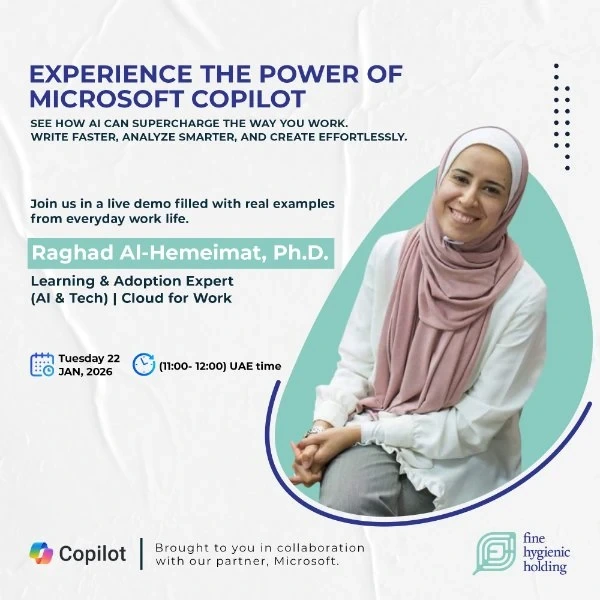 EXPERIENCE THE POWER OF
MICROSOFT COPILOT
SEE HOW AI CAN SUPERCHARGE THE WAY YOU WORK.
WRITE FASTER, ANALYZE SMARTER, AND CREATE EFFORTLESSLY.
Join us in a live demo filled with real examples
from everyday work life.
Raghad Al-Hemeimat, Ph.D.
Learning & Adoption Expert
(AI & Tech) | Cloud for Work
Tuesday 22
JAN, 2026
(11:00- 12:00) UAE time
Copilot
Brought to you in collaboration
with our partner, Microsoft.
fine
hygienic
holding